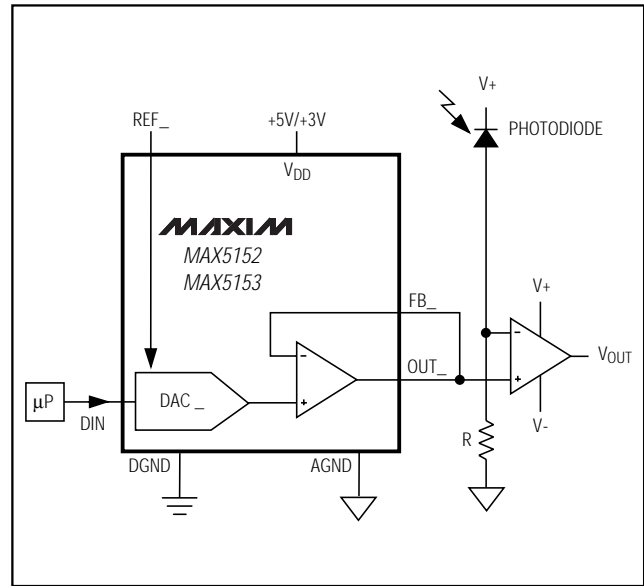 V+
REF_
+5V/+3V
PHOTODIODE
VDD
MAXIM
MAX5152
MAX5153
FB_
V+
-
-
VOUT
OUT_
+
+
µP
DAC _
DIN
V-
R
DGND
AGND